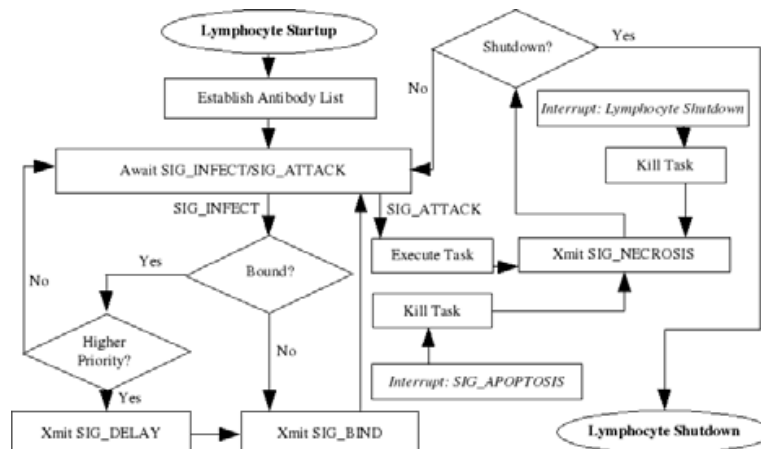 Lymphocyte Startup
Shutdown?
Yes
No
Establish Antibody List
Interrupt: Lymphocyte Shutdown
Await SIG_INFECT/SIG_ATTACK
Kill Task
SIG_INFECT
SIG_ATTACK
Execute Task
Xmit SIG_NECROSIS
Bound?
Yes
No
Kill Task
Higher
Priority?
No
Interrupt: SIG_APOPTOSIS
Yes
Xmit SIG_DELAY
Xmit SIG_BIND
Lymphocyte Shutdown